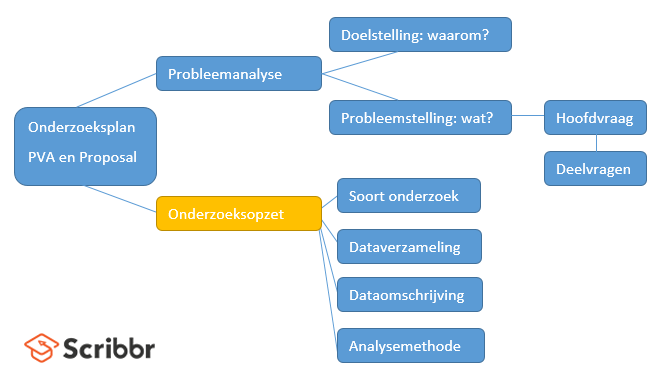 Onderzoeksplan
PVA en Proposal
Probleemanalyse
Doelstelling: waarom?
Probleemstelling: wat?
Hoofdvraag
Deelvragen
Onderzoeksopzet
Soort onderzoek
Dataverzameling
Dataomschrijving
Analysemethode
Scribbr